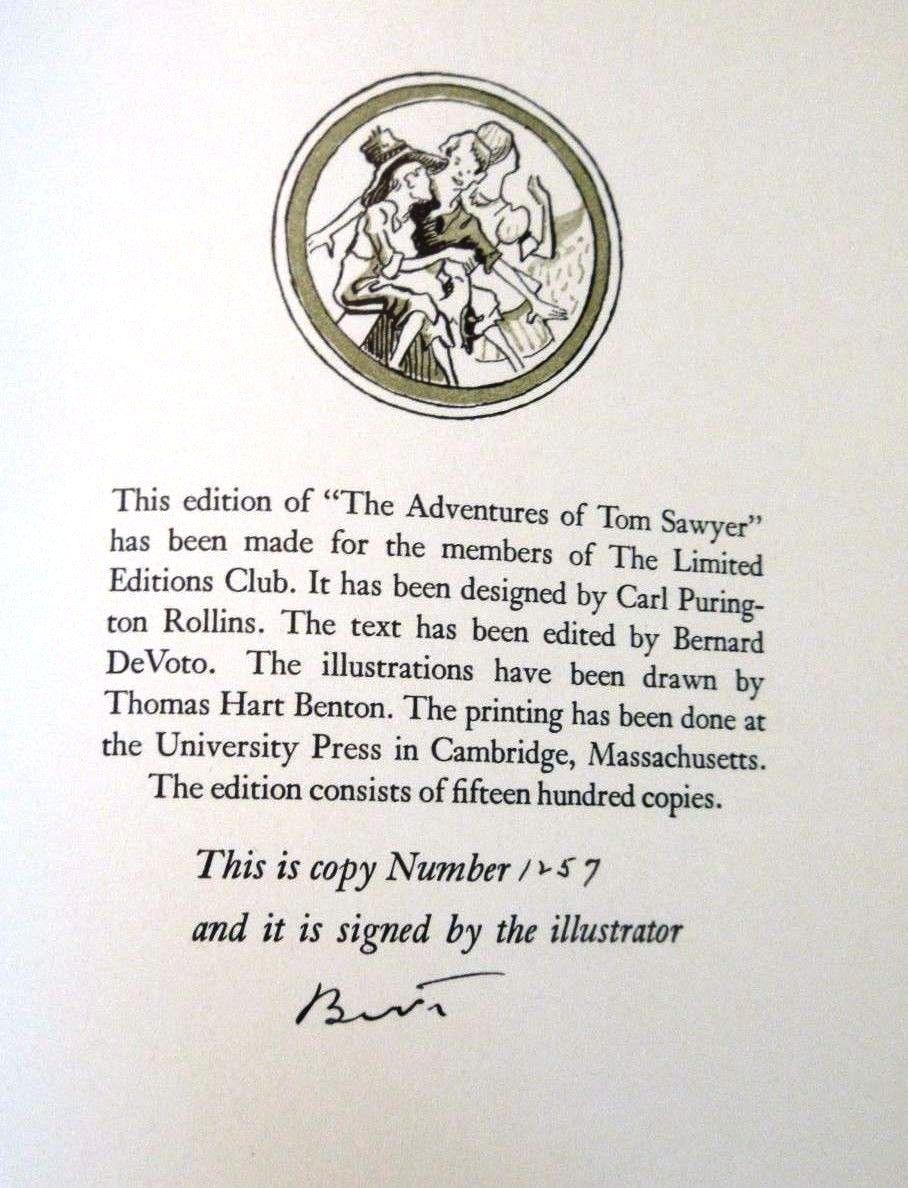 This edition of “The Adventures of Tom Sawyer”
has been made for the members of The Limited
Editions Club. It has been designed by Carl Puring-
ton Rollins. The text has been edited by Bernard
DeVoto. The illustrations have been drawn by
Thomas Hart Benton. The printing has been done at
the University Press in Cambridge, Massachusetts.
The edition consists of fifteen hundred copies.
This is copy Number 1257
and it is signed by the illustrator
Benton